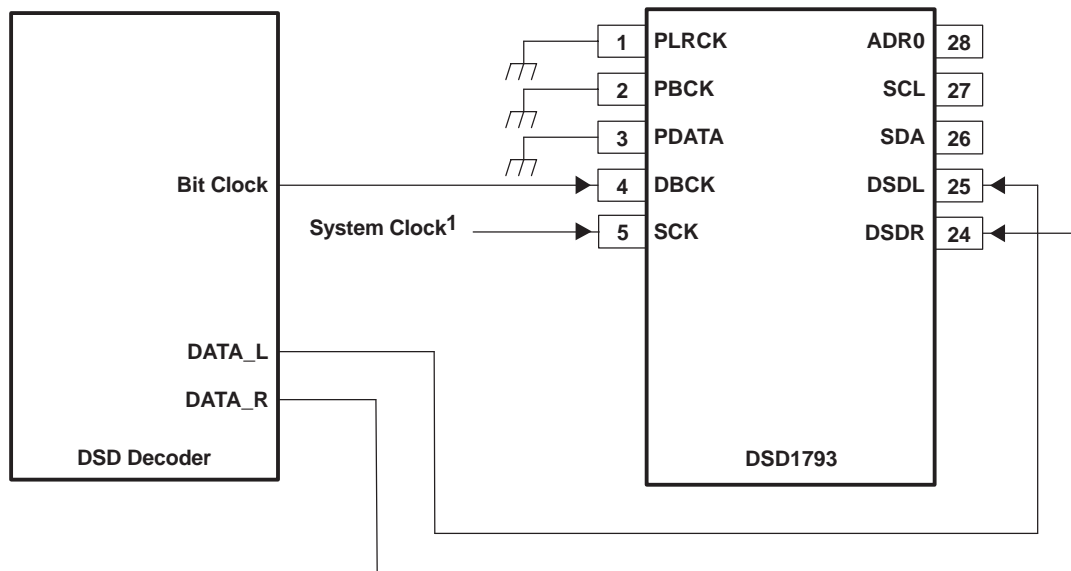 1 PLRCK
ADR0 28
2 PBCK
SCL 27
3 PDATA
SDA 26
Bit Clock
4 DBCK
DSDL 25
System Clock1
5 SCK
DSDR 24
DATA_L
DATA_R
DSD Decoder
DSD1793